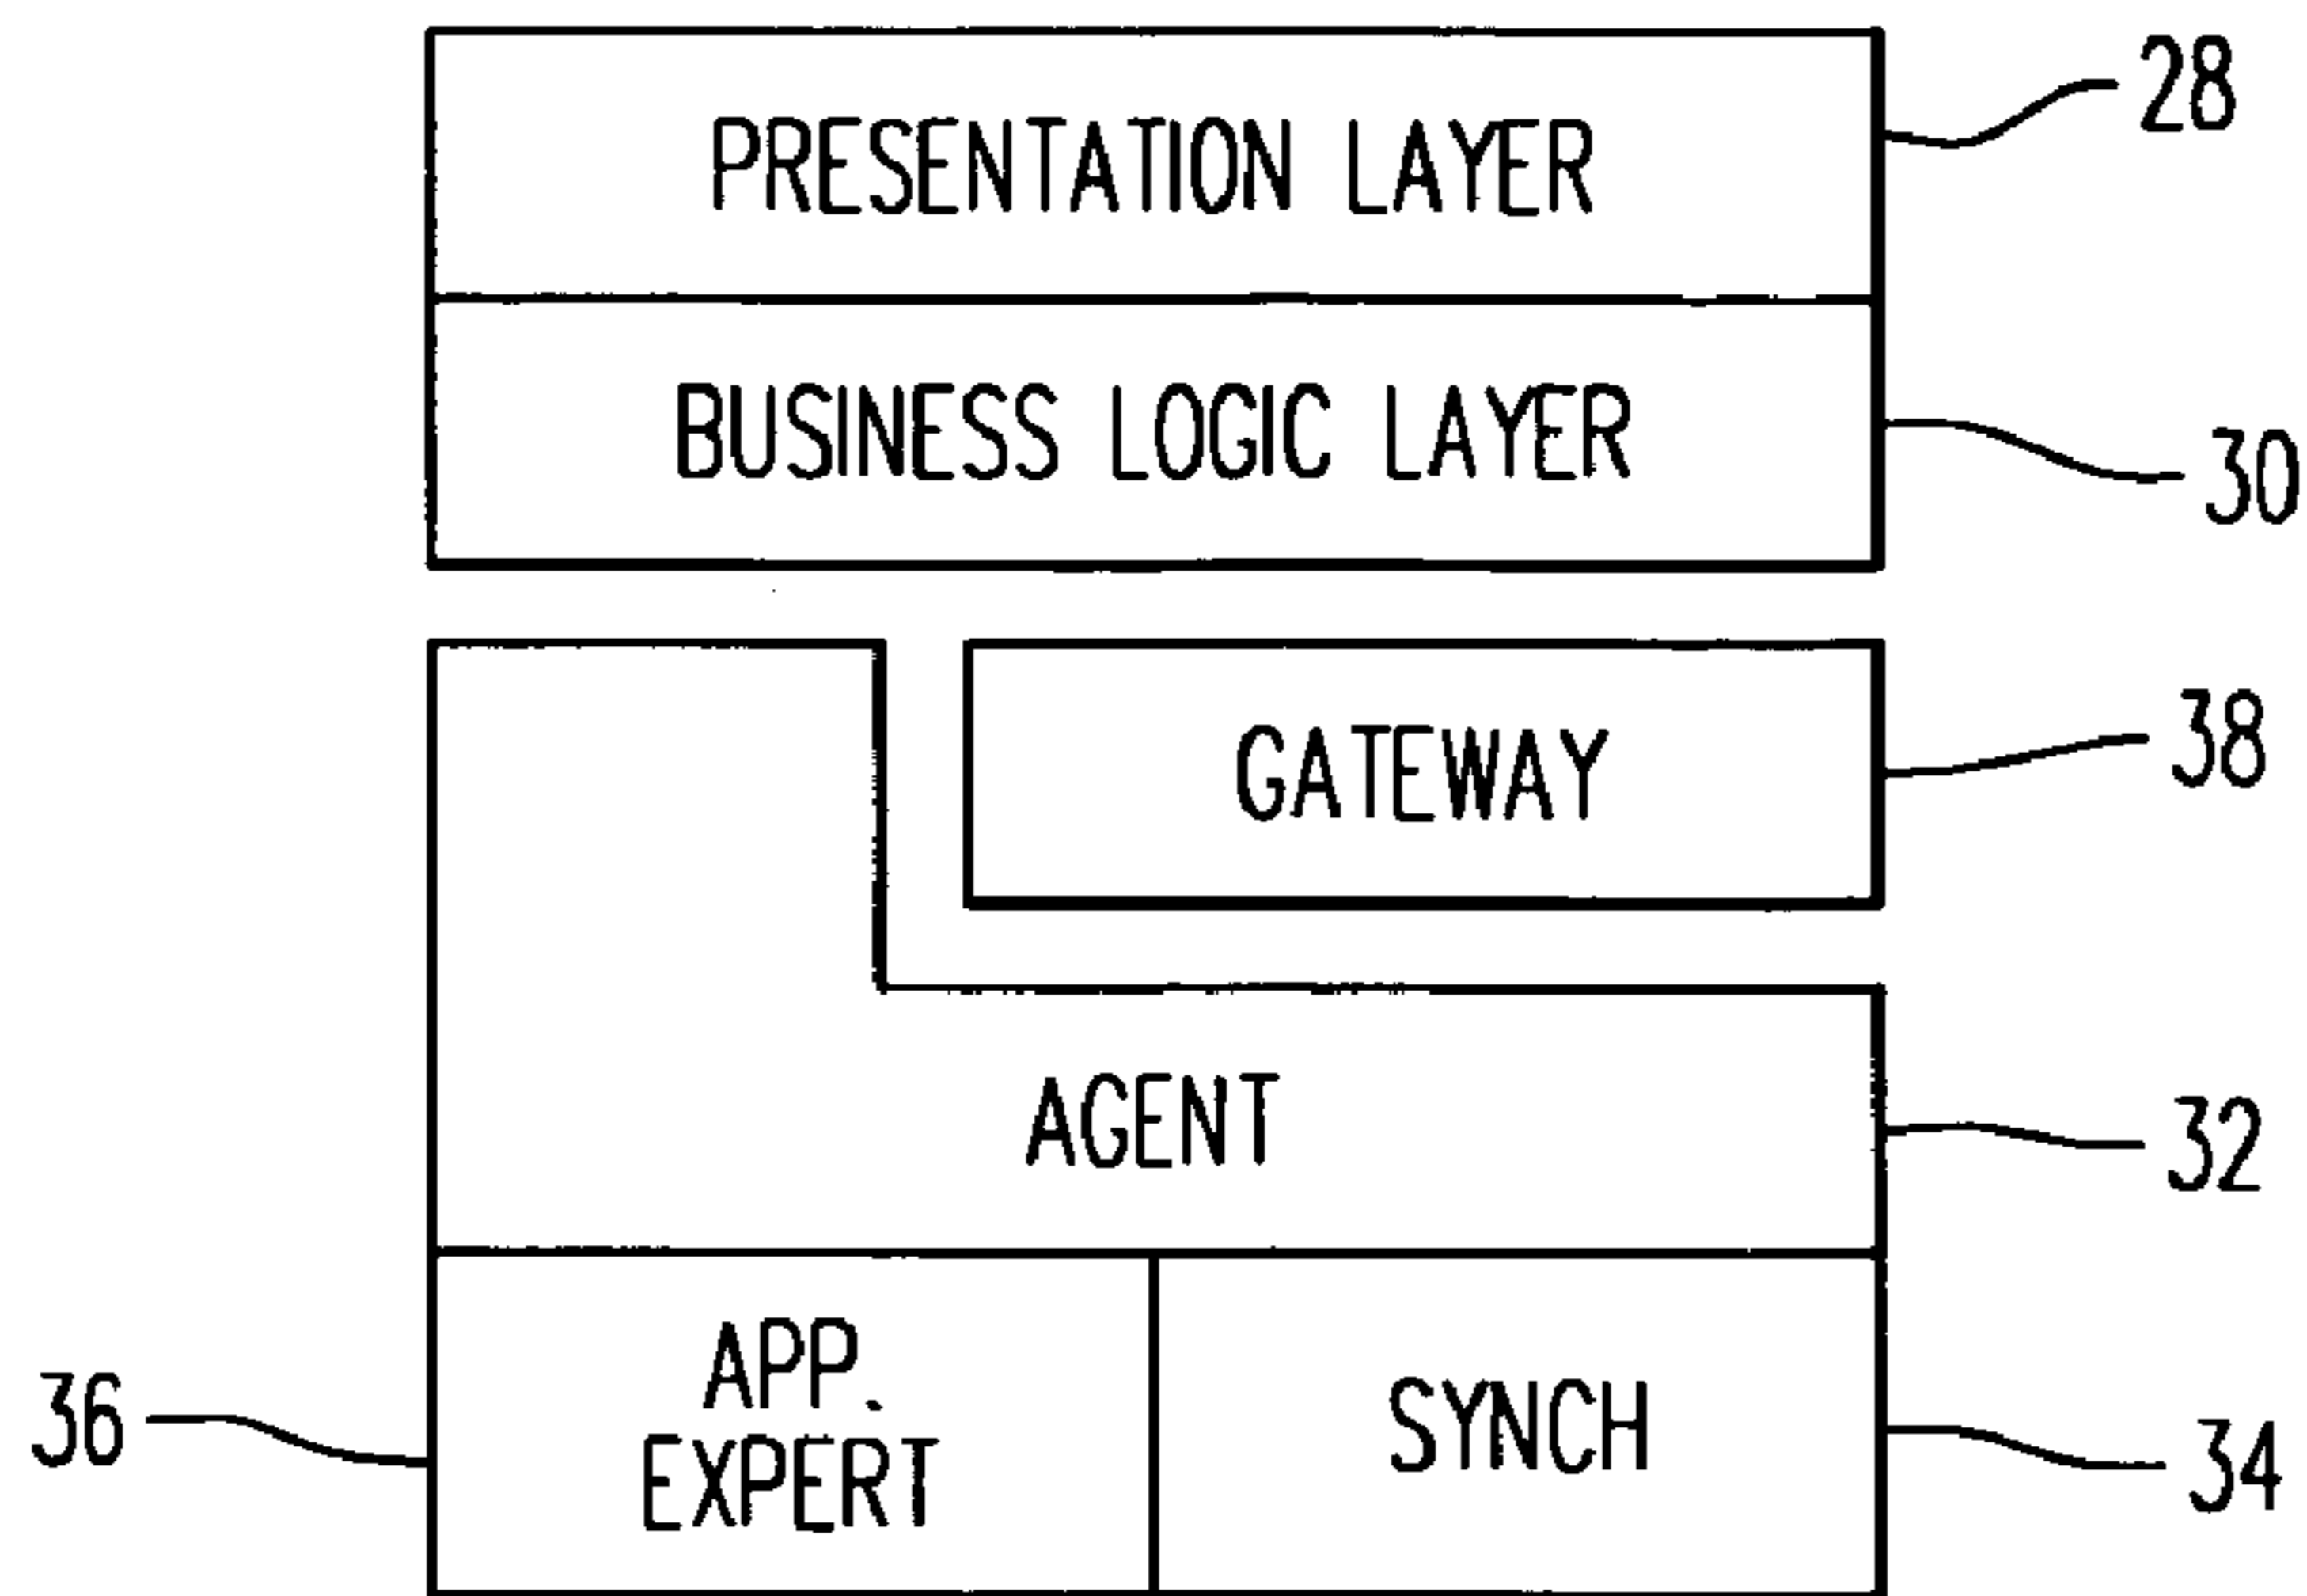 PRESENTATION LAYER
28
BUSINESS LOGIC LAYER
30
GATEWAY
38
AGENT
32
36
APP.
EXPERT
SYNCH
34